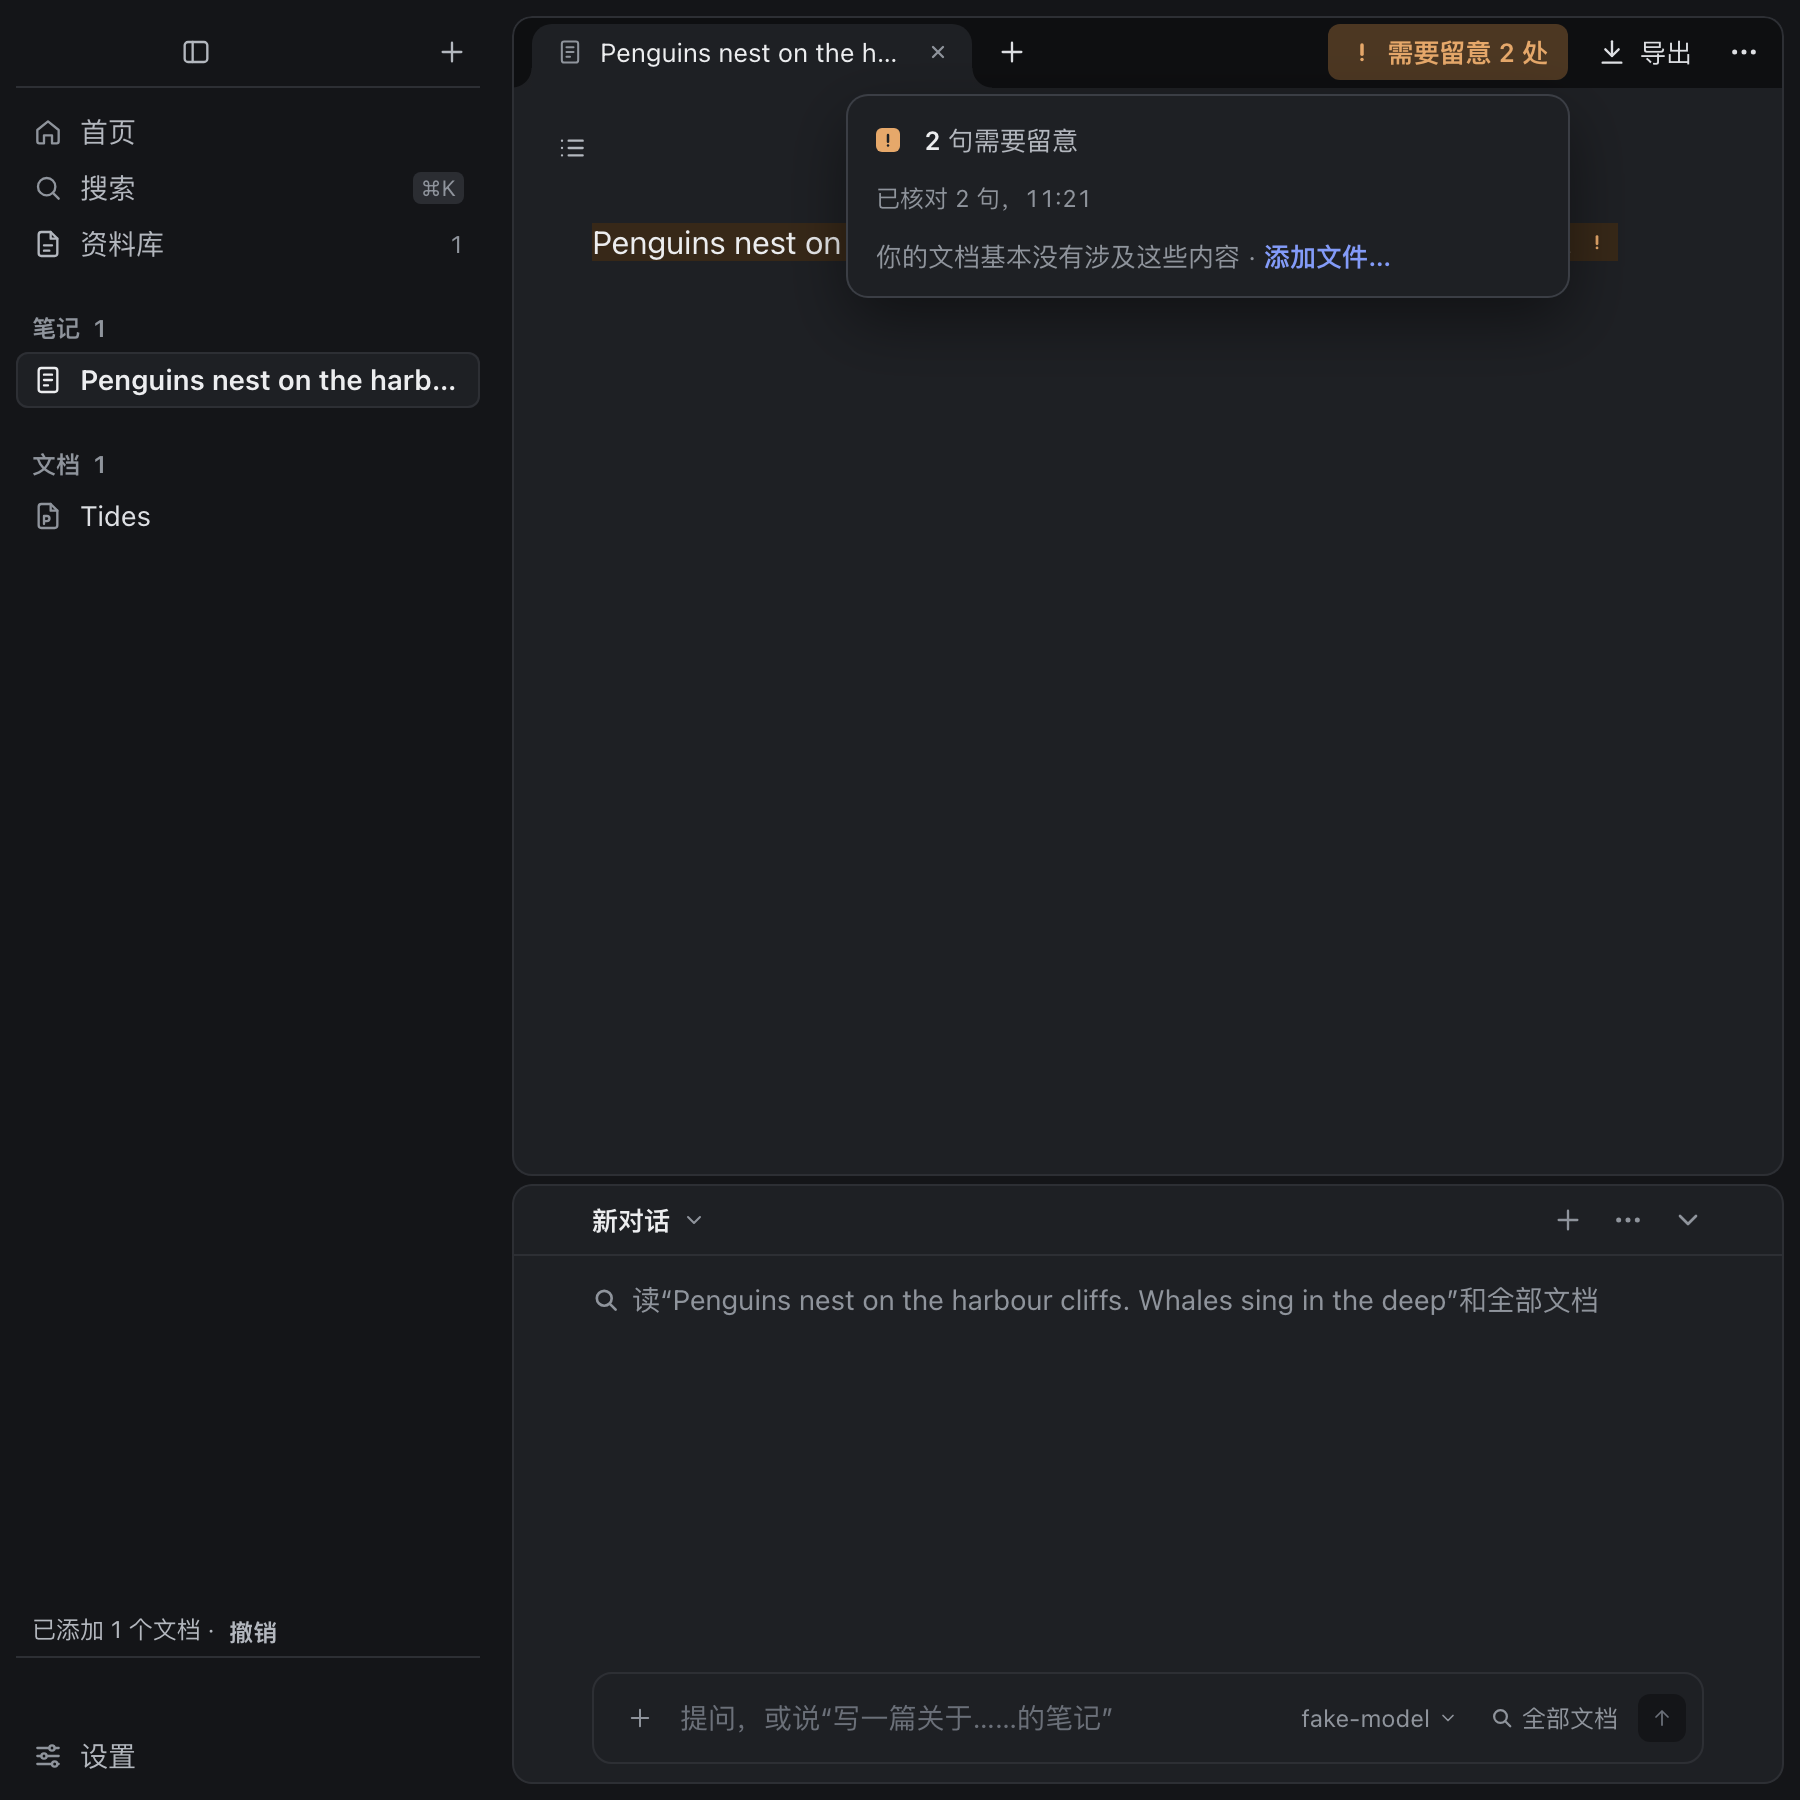 首页
搜索 ⌘K
资料库 1
笔记 1
Penguins nest on the harb...
文档 1
Tides
已添加 1 个文档 · 撤销
设置
Penguins nest on the h...
需要留意 2 处
导出
2 句需要留意
已核对 2 句，11:21
你的文档基本没有涉及这些内容 · 添加文件...
Penguins nest on
新对话
读“Penguins nest on the harbour cliffs. Whales sing in the deep”和全部文档
提问，或说“写一篇关于……的笔记”
fake-model
全部文档